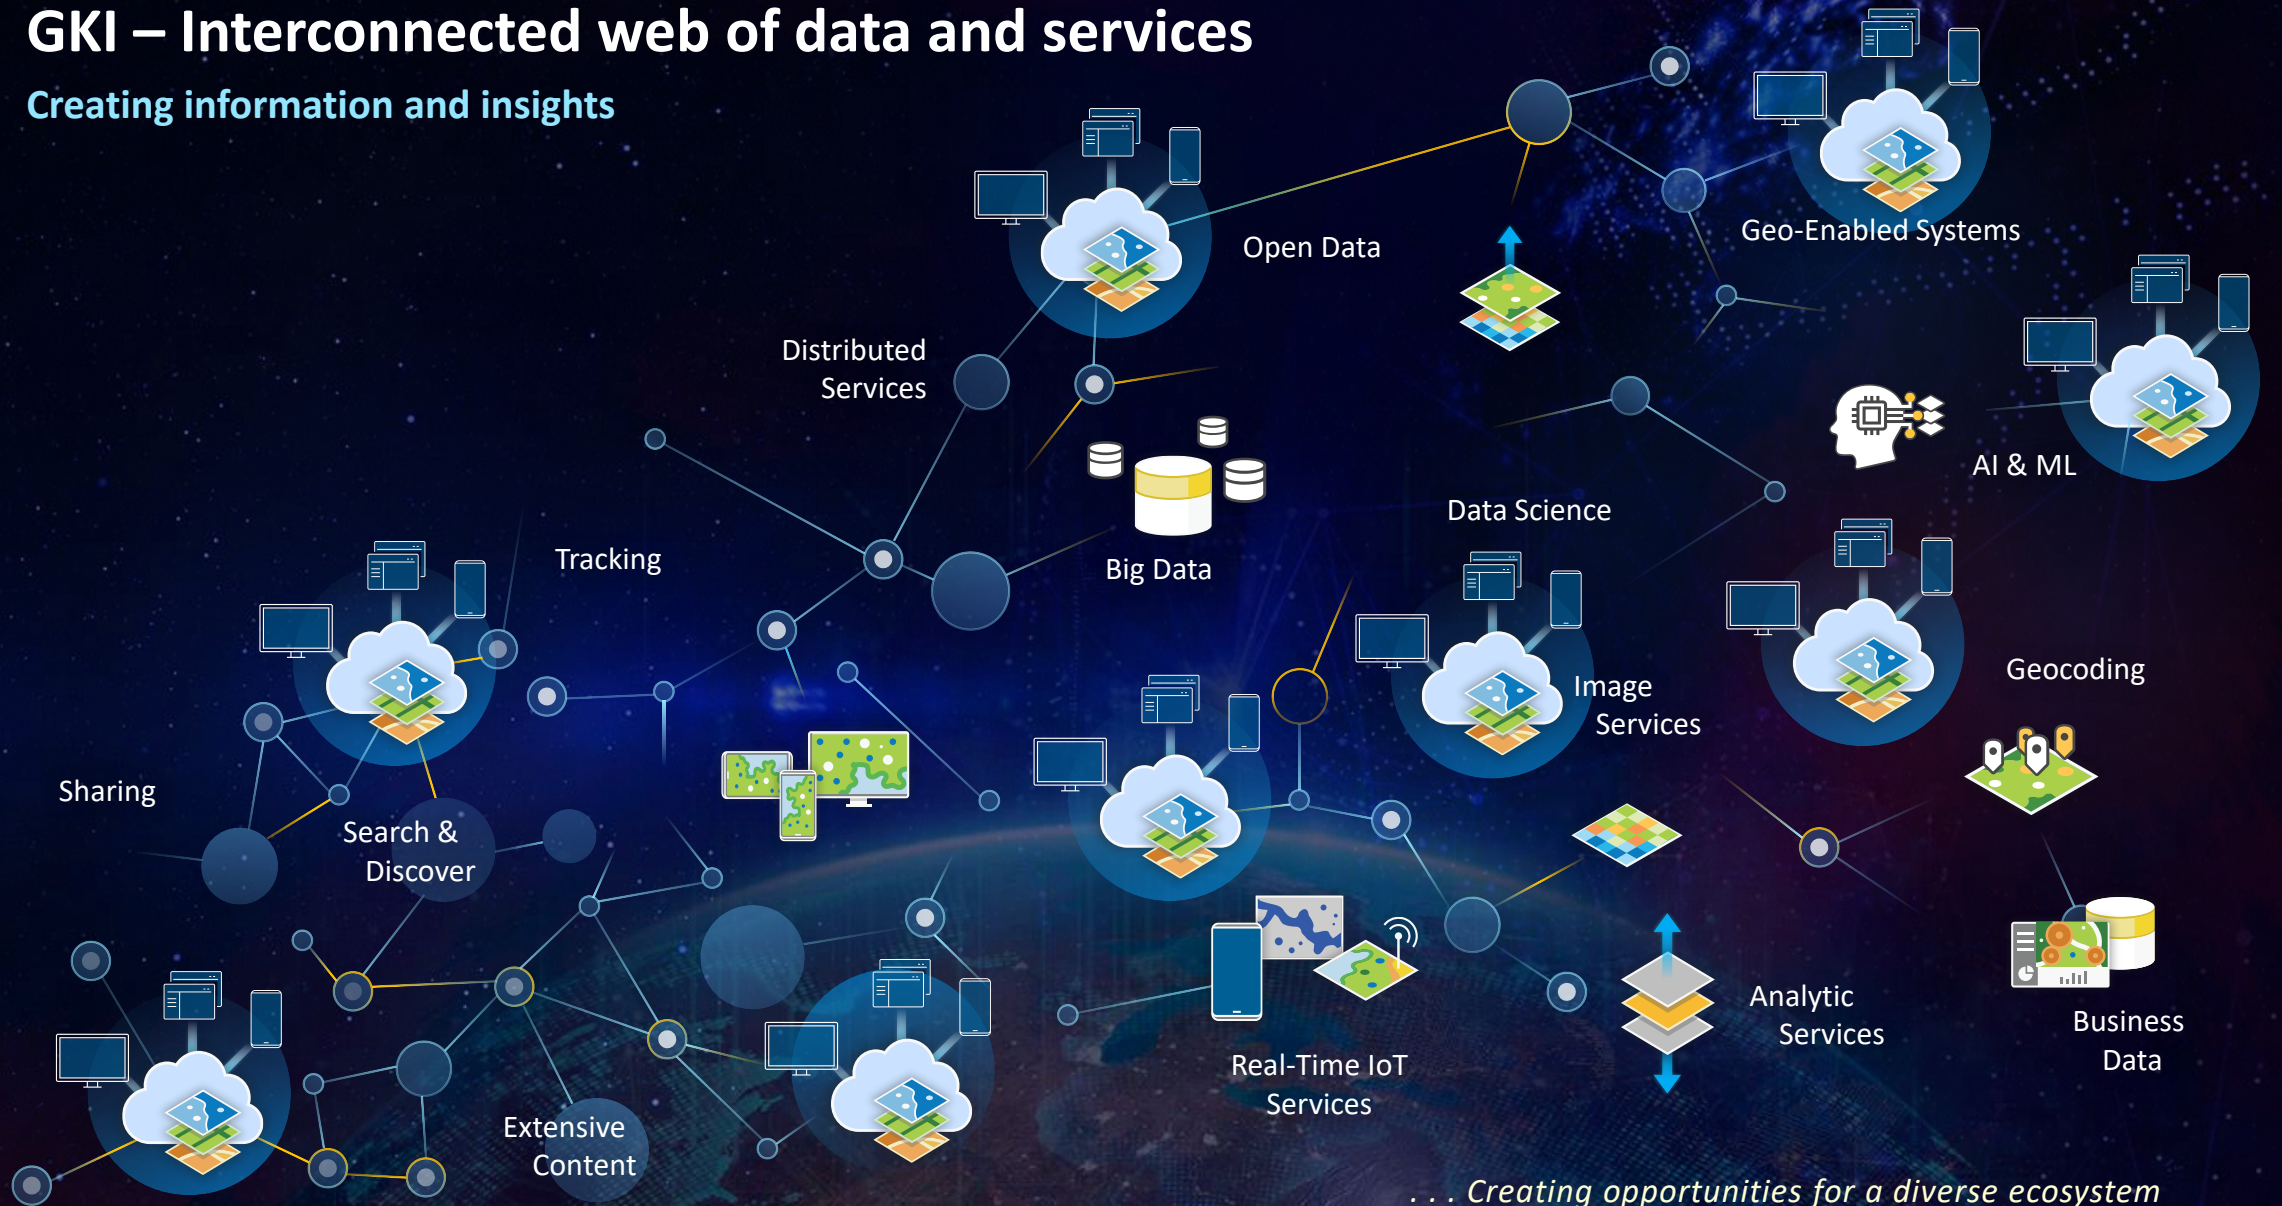 GKI – Interconnected web of data and services
Creating information and insights
Geo-Enabled Systems
Open Data
Distributed
Services
AI & ML
Data Science
Tracking
Big Data
Image
Services
Geocoding
Sharing
Search &
Discover
Analytic
Services
Business
Data
Real-Time IoT
Services
Extensive
Content
. . . Creating opportunities for a diverse ecosystem